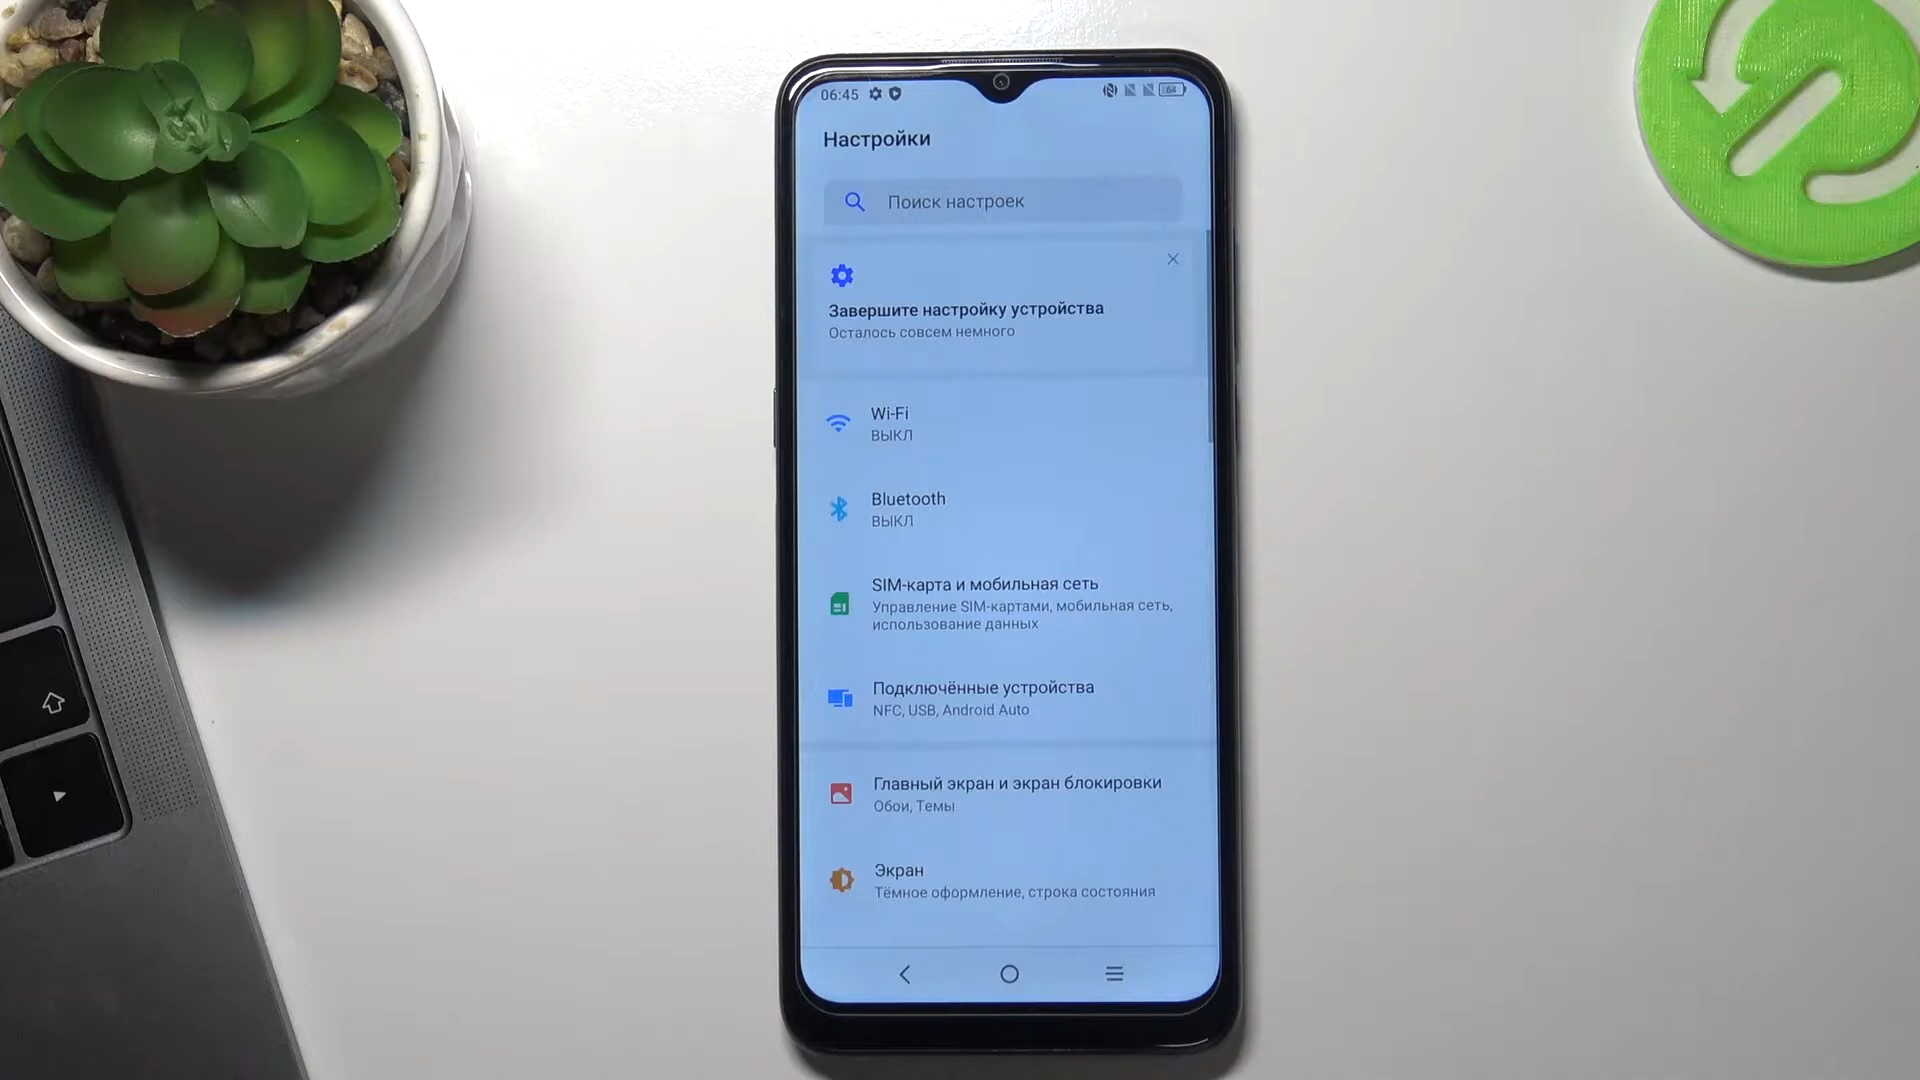 06:45
64
Настройки
Поиск настроек
Завершите настройку устройства
Осталось совсем немного
Wi-Fi
ВЫКЛ
Bluetooth
ВЫКЛ
SIM-карта и мобильная сеть
Управление SIM-картами, мобильная сеть,
использование данных
Подключённые устройства
NFC, USB, Android Auto
Главный экран и экран блокировки
Обои, Темы
Экран
Тёмное оформление, строка состояния